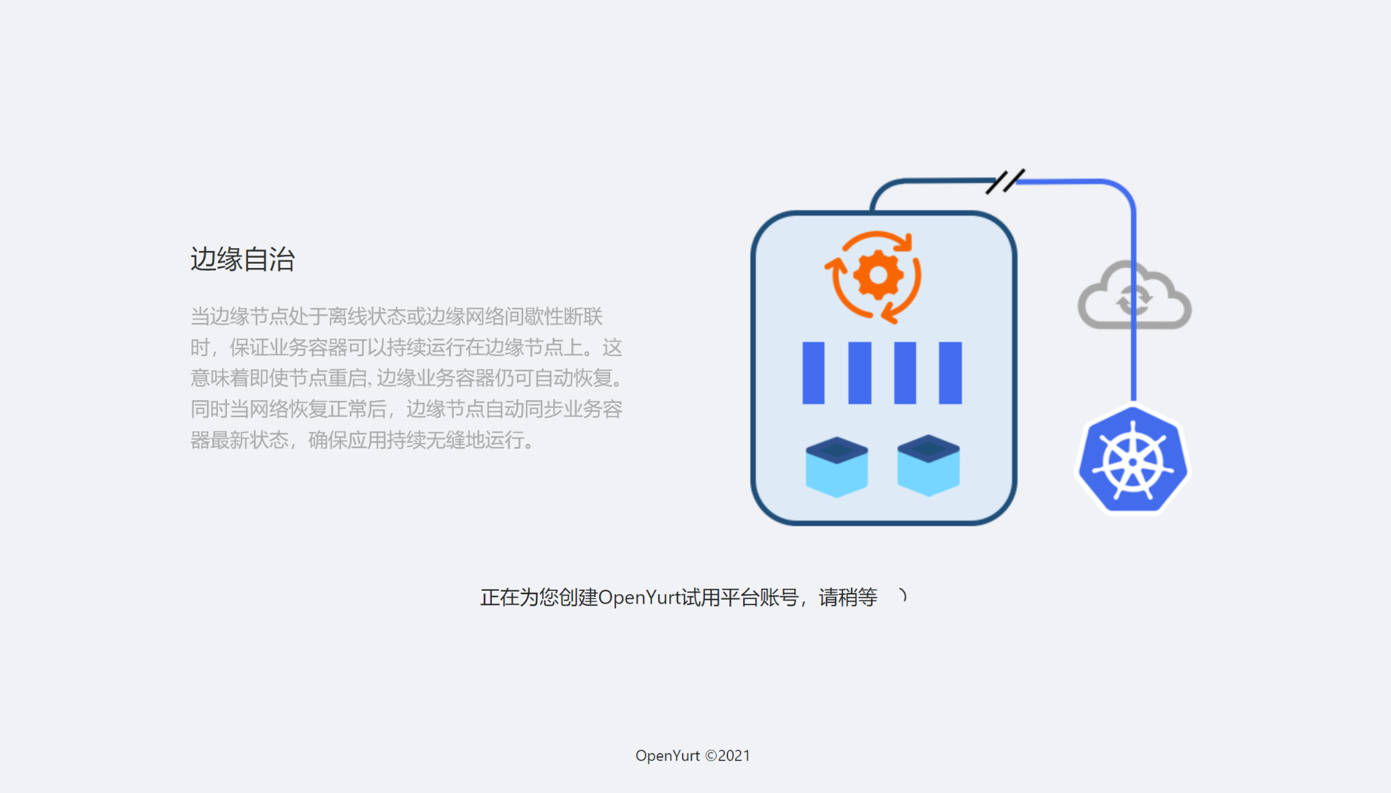 边缘自治
当边缘节点处于离线状态或边缘网络间歇性断联
时，保证业务容器可以持续运行在边缘节点上。这
意味着即使节点重启, 边缘业务容器仍可自动恢复。
同时当网络恢复正常后，边缘节点自动同步业务容
器最新状态，确保应用持续无缝地运行。
正在为您创建OpenYurt试用平台账号，请稍等
OpenYurt ©2021